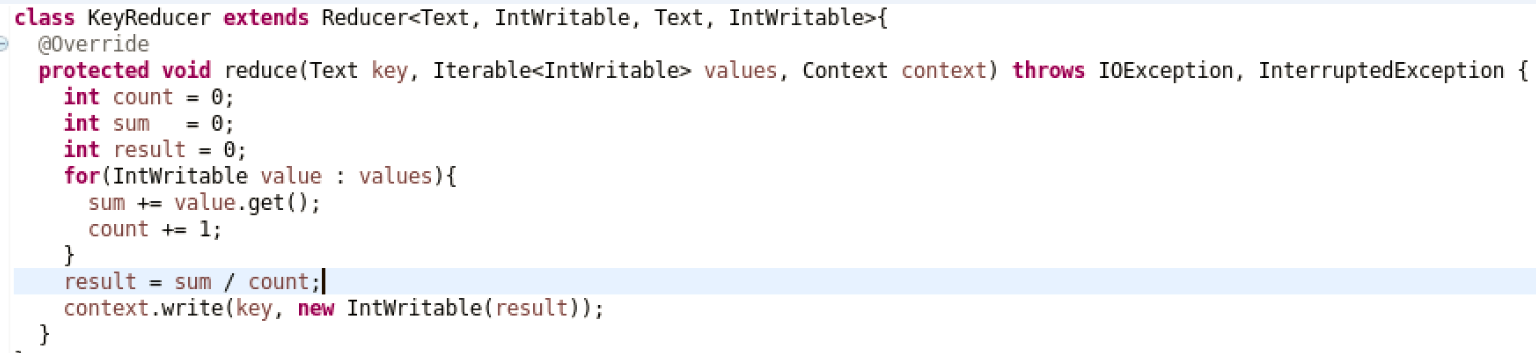 class KeyReducer extends Reducer<Text, IntWritable, Text, IntWritable>{
  @Override
  protected void reduce(Text key, Iterable<IntWritable> values, Context context) throws IOException, InterruptedException {
    int count = 0;
    int sum   = 0;
    int result = 0;
    for(IntWritable value : values){
      sum += value.get();
      count += 1;
    }
    result = sum / count;
    context.write(key, new IntWritable(result));
  }